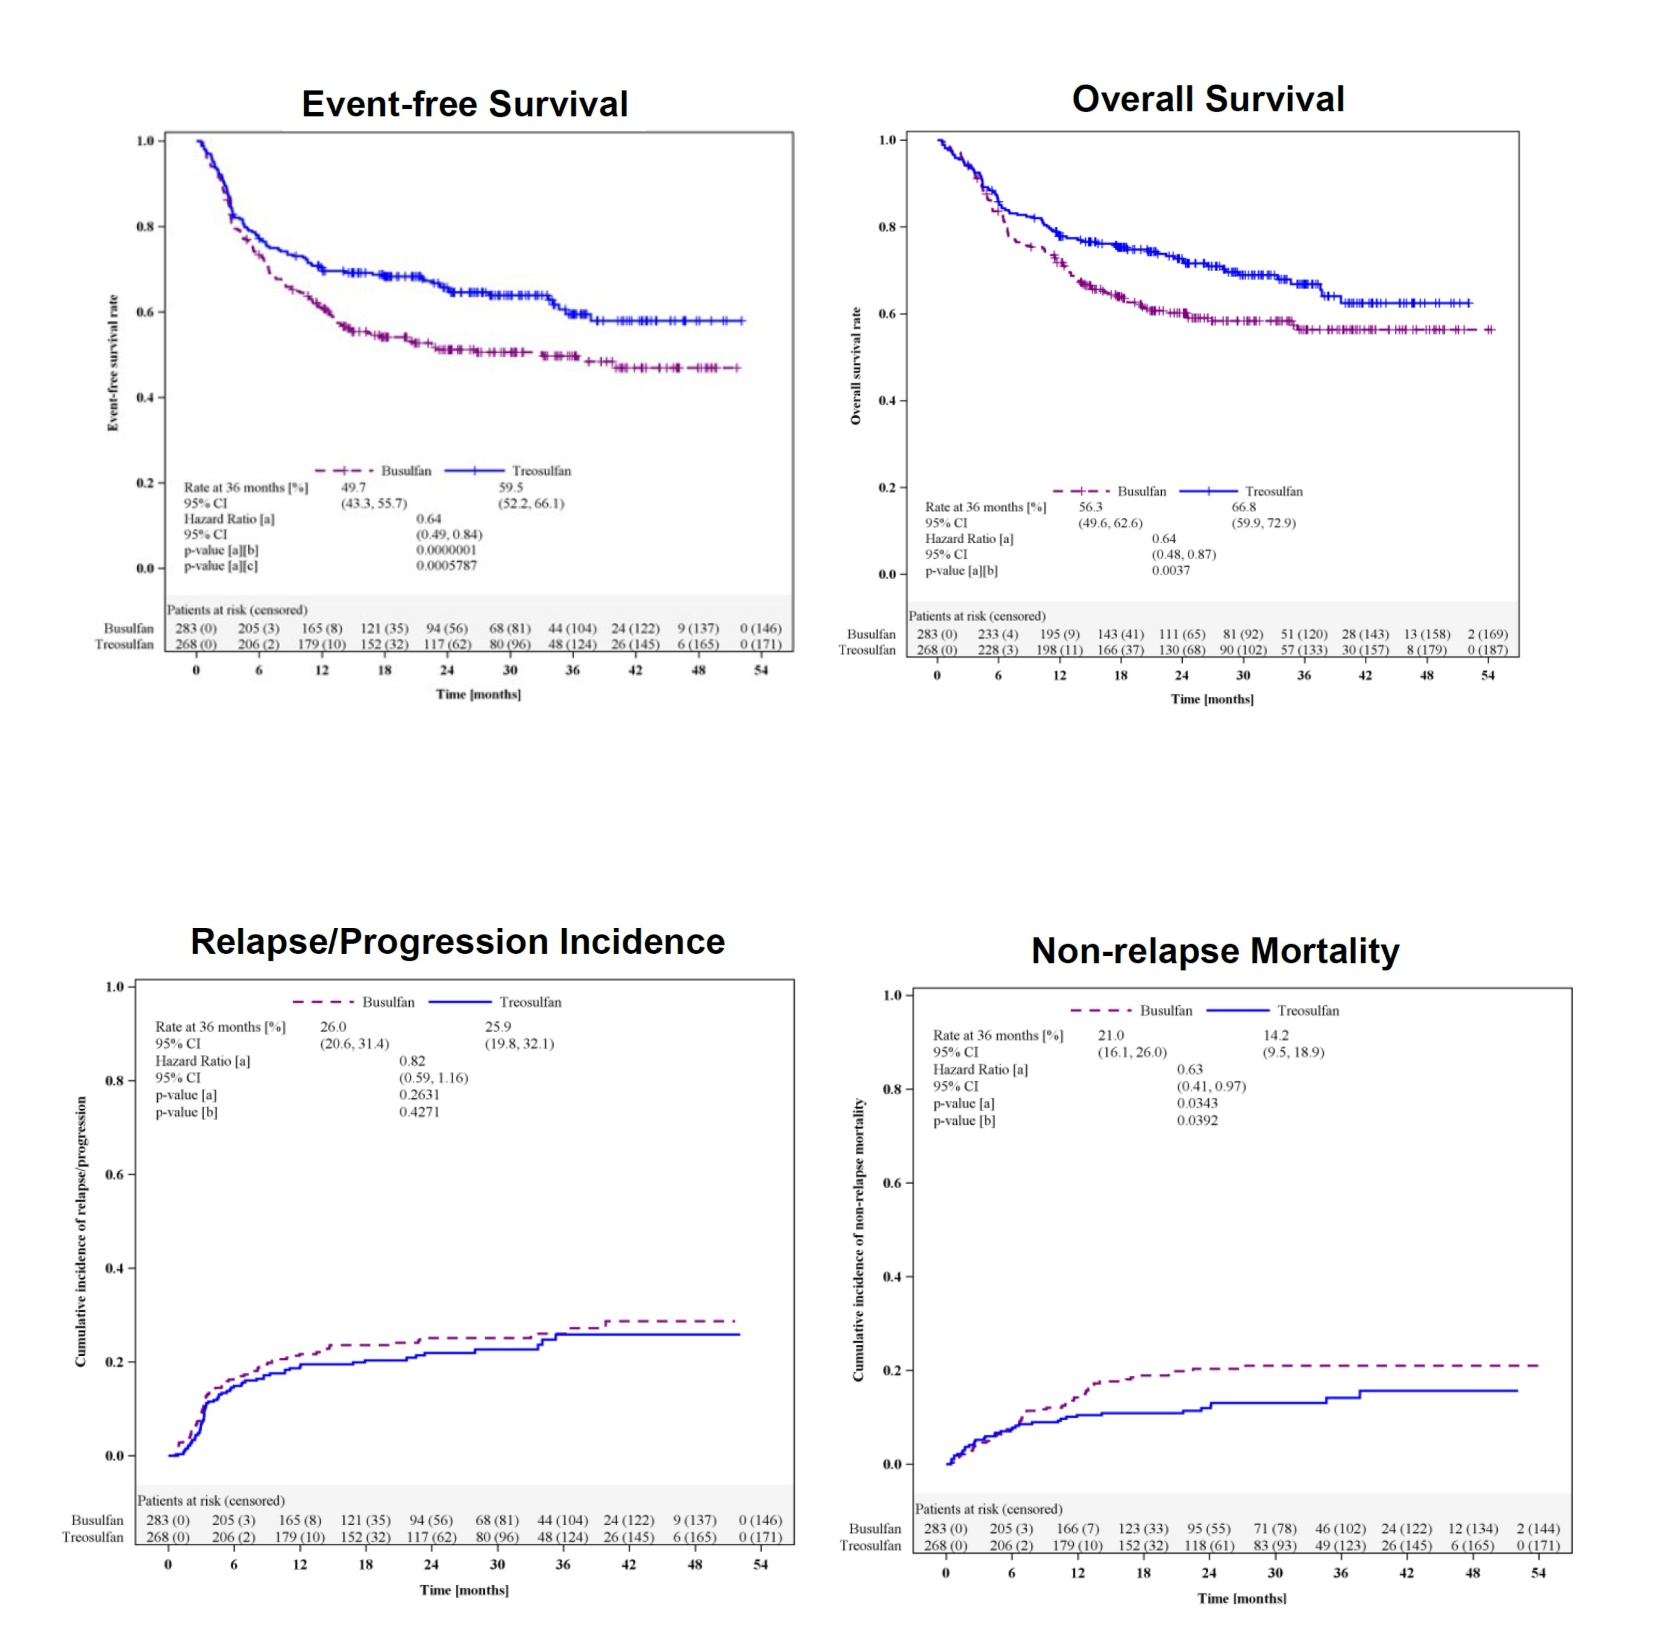 Event-free Survival
1.0
0.8
0.6
0.4
0.2
0.0
Event-free survival rate
Busulfan Treosulfan
Rate at 36 months [%] 49.7 59.5
95% CI (43.3, 55.7) (52.2, 66.1)
Hazard Ratio [a] 0.64
95% CI (0.49, 0.84)
p-value [a][b] 0.0000001
p-value [a][c] 0.0005787
Patients at risk (censored)
Busulfan 283 (0) 205 (3) 165 (8) 121 (35) 94 (56) 68 (81) 44 (104) 24 (122) 9 (137) 0 (146)
Treosulfan 268 (0) 206 (2) 179 (10) 152 (32) 117 (62) 80 (96) 48 (124) 26 (145) 6 (165) 0 (171)
0 6 12 18 24 30 36 42 48 54
Time [months]
Overall Survival
1.0
0.8
0.6
0.4
0.2
0.0
Overall survival rate
Busulfan Treosulfan
Rate at 36 months [%] 56.3 66.8
95% CI (49.6, 62.6) (59.9, 72.9)
Hazard Ratio [a] 0.64
95% CI (0.48, 0.87)
p-value [a][b] 0.0037
Patients at risk (censored)
Busulfan 283 (0) 233 (4) 195 (9) 143 (41) 111 (65) 81 (92) 51 (120) 28 (143) 13 (158) 2 (169)
Treosulfan 268 (0) 228 (3) 198 (11) 166 (37) 130 (68) 90 (102) 57 (133) 30 (157) 8 (179) 0 (187)
0 6 12 18 24 30 36 42 48 54
Time [months]
Relapse/Progression Incidence
1.0
0.8
0.6
0.4
0.2
0.0
Cumulative incidence of relapse/progression
Busulfan Treosulfan
Rate at 36 months [%] 26.0 25.9
95% CI (20.6, 31.4) (19.8, 32.1)
Hazard Ratio [a] 0.82
95% CI (0.59, 1.16)
p-value [a] 0.2631
p-value [b] 0.4271
Patients at risk (censored)
Busulfan 283 (0) 205 (3) 165 (8) 121 (35) 94 (56) 68 (81) 44 (104) 24 (122) 9 (137) 0 (146)
Treosulfan 268 (0) 206 (2) 179 (10) 152 (32) 117 (62) 80 (96) 48 (124) 26 (145) 6 (165) 0 (171)
0 6 12 18 24 30 36 42 48 54
Time [months]
Non-relapse Mortality
1.0
0.8
0.6
0.4
0.2
0.0
Cumulative incidence of non-relapse mortality
Busulfan Treosulfan
Rate at 36 months [%] 21.0 14.2
95% CI (16.1, 26.0) (9.5, 18.9)
Hazard Ratio [a] 0.63
95% CI (0.41, 0.97)
p-value [a] 0.0343
p-value [b] 0.0392
Patients at risk (censored)
Busulfan 283 (0) 205 (3) 166 (7) 123 (33) 95 (55) 71 (78) 46 (102) 24 (122) 12 (134) 2 (144)
Treosulfan 268 (0) 206 (2) 179 (10) 152 (32) 118 (61) 83 (93) 49 (123) 26 (145) 6 (165) 0 (171)
0 6 12 18 24 30 36 42 48 54
Time [months]